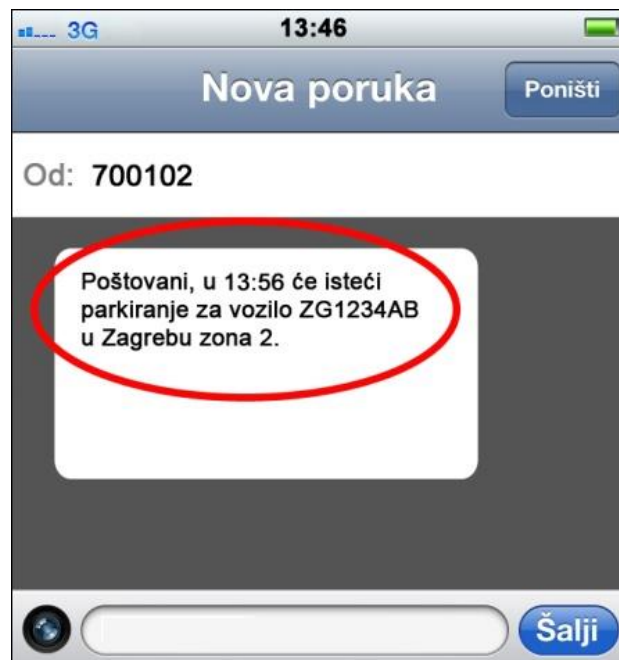 3G 13:46
Nova poruka Poništi
Od: 700102
Poštovani, u 13:56 će isteći
parkiranje za vozilo ZG1234AB
u Zagrebu zona 2.
Šalji